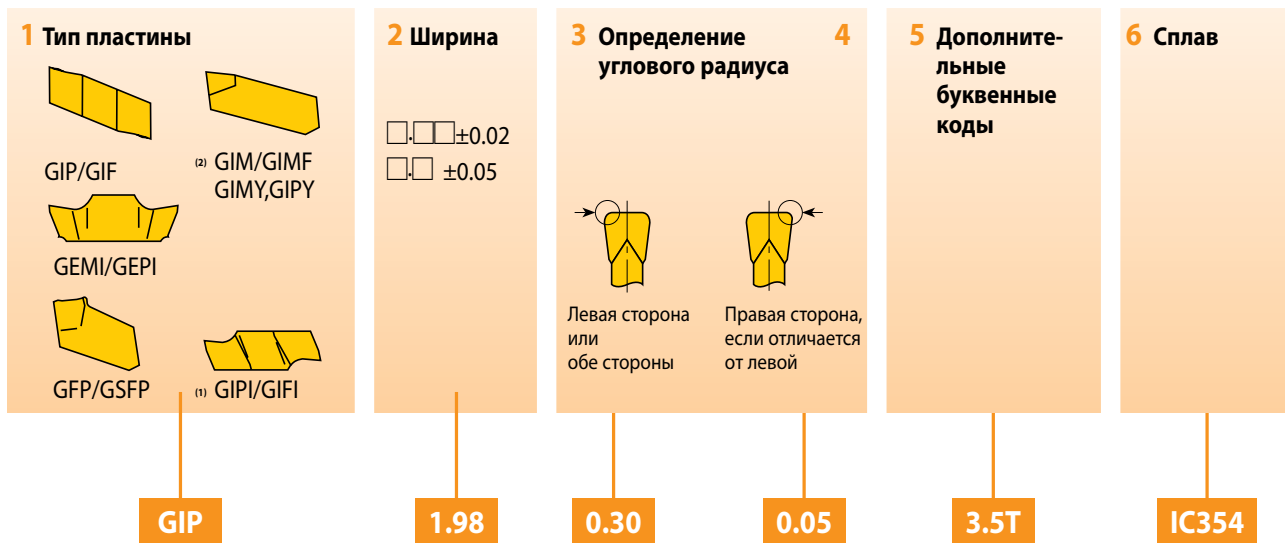 1 Тип пластины
GIP/GIF
(2) GIM/GIMF
GIMY,GIPY
GEMI/GEPI
GFP/GSFP
(1) GIPI/GIFI
2 Ширина
□.□□±0.02
□.□ ±0.05
3 Определение
углового радиуса
4
Левая сторона
или
обе стороны
Правая сторона,
если отличается
от левой
5 Дополните-
льные
буквенные
коды
6 Сплав
GIP
1.98
0.30
0.05
3.5T
IC354